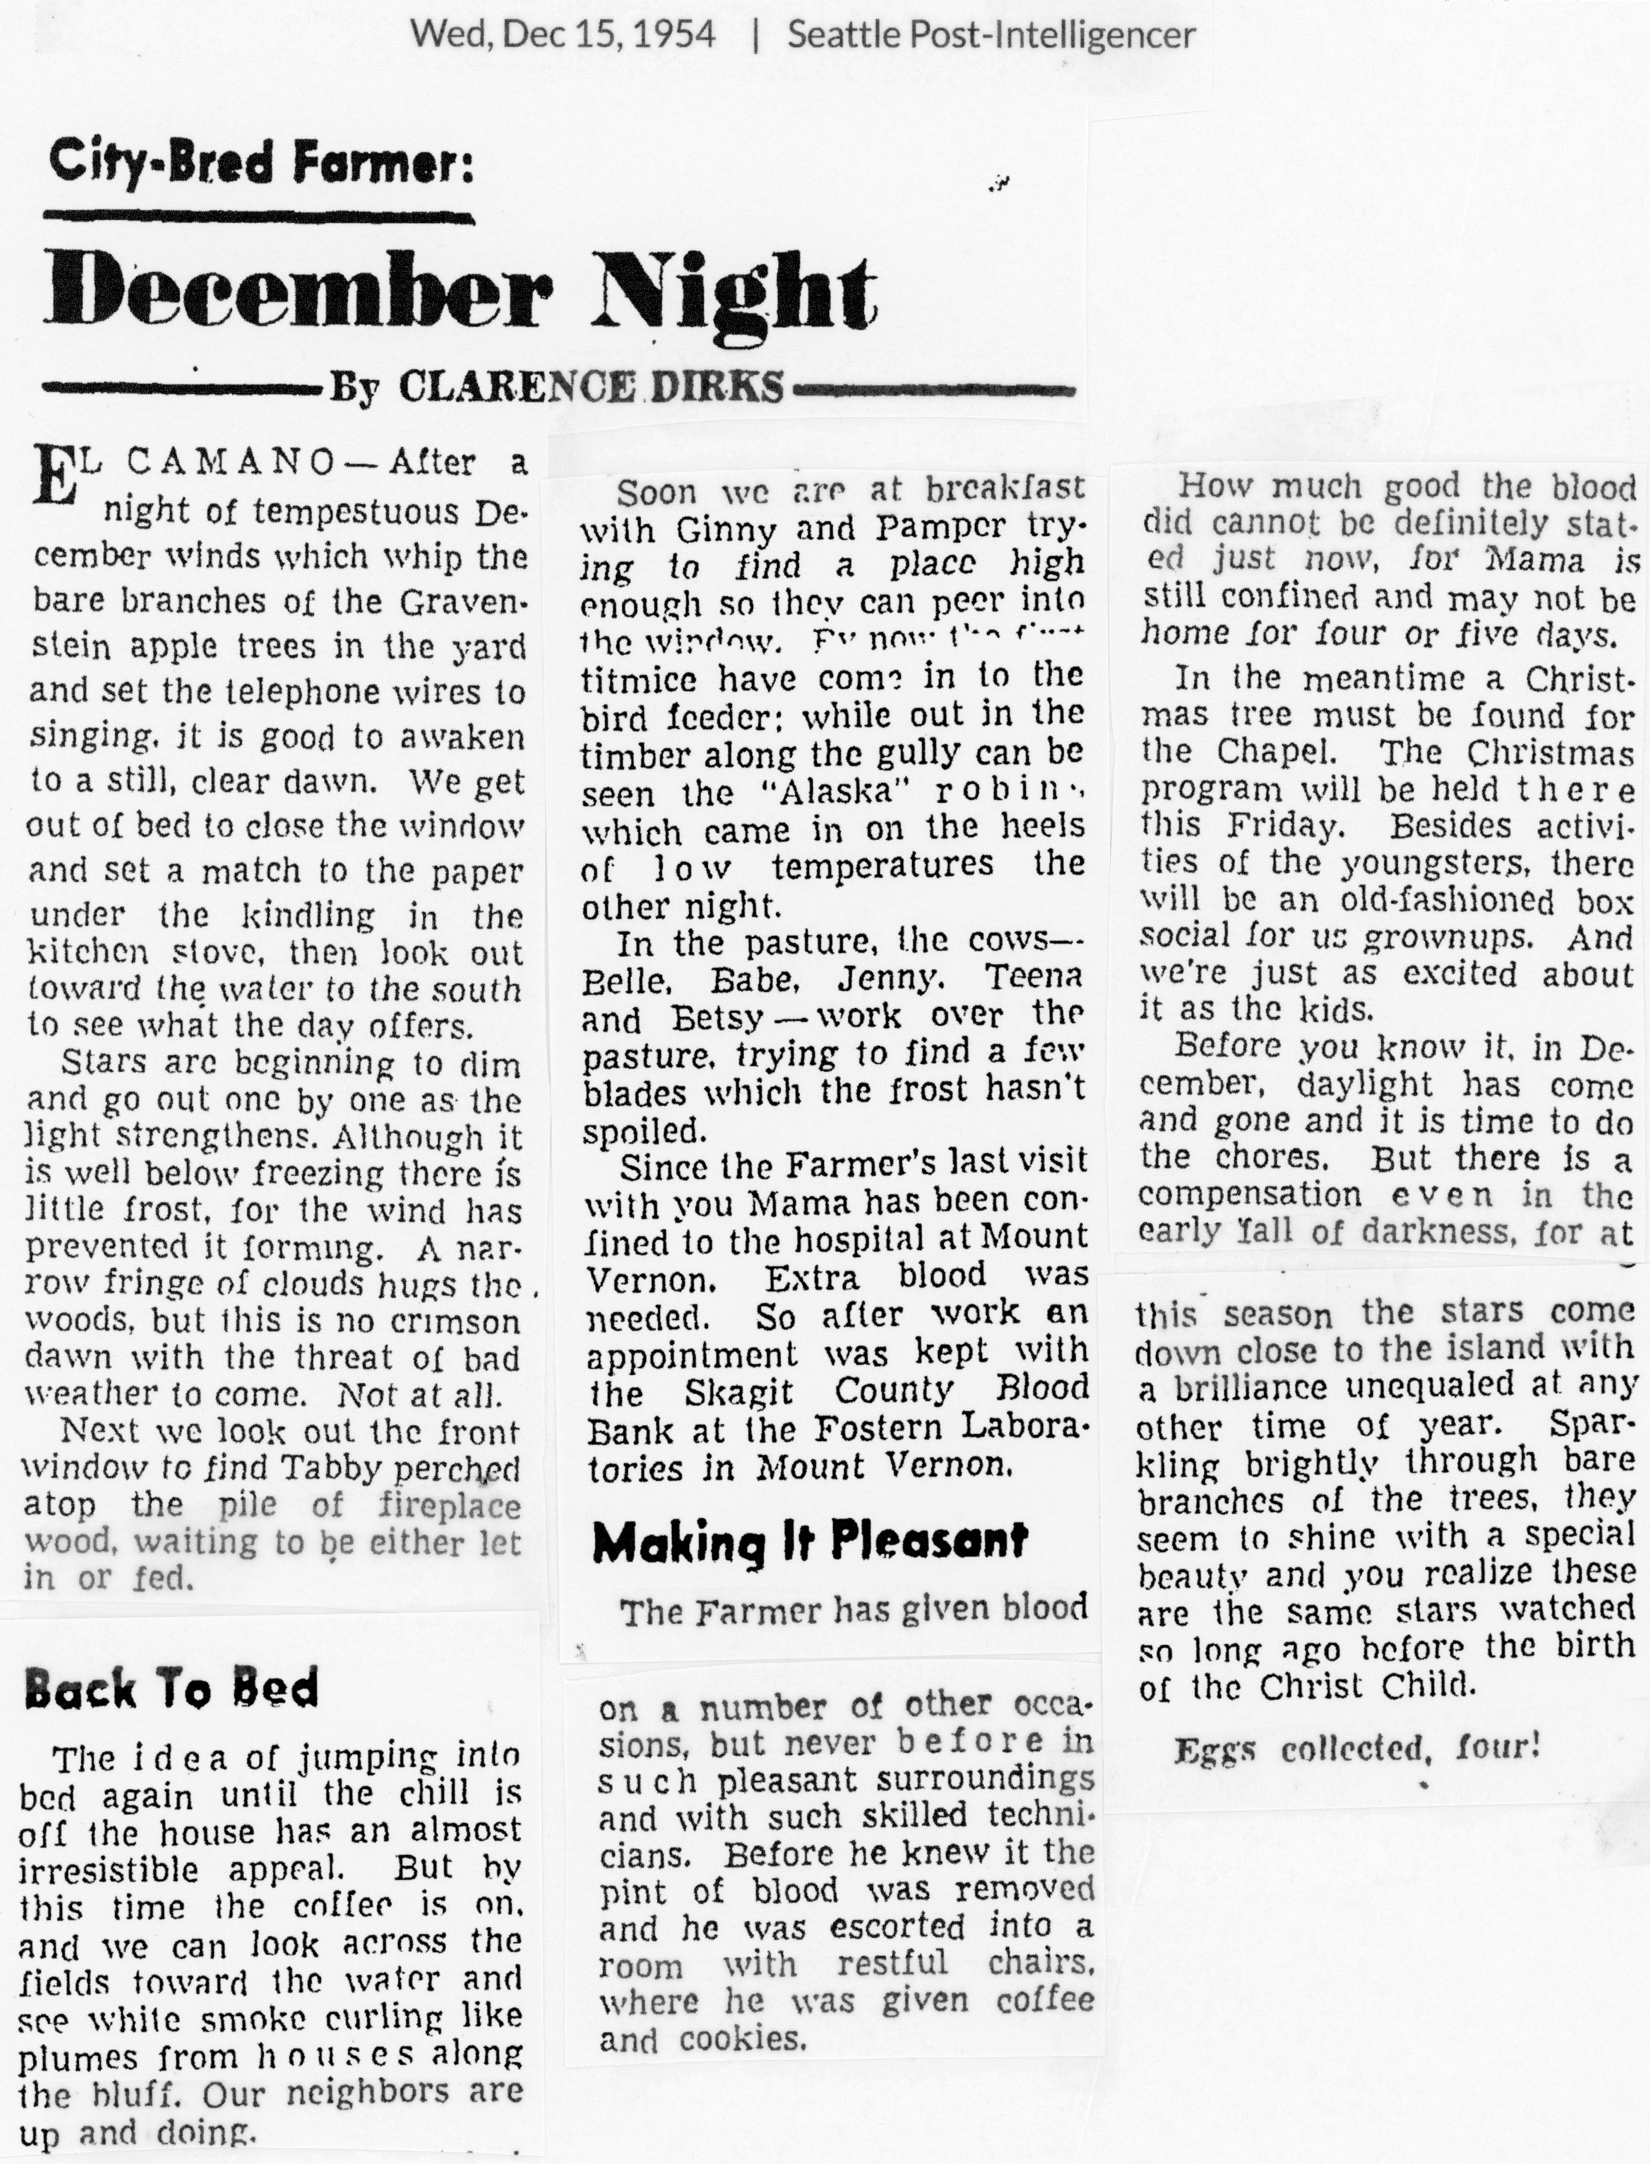 Wed, Dec 15, 1954 | Seattle Post-Intelligencer
City-Bred Farmer:
December Night
By CLARENCE DIRKS
EL CAMANO — After a
night of tempestuous De-
cember winds which whip the
bare branches of the Graven-
stein apple trees in the yard
and set the telephone wires to
singing, it is good to awaken
to a still, clear dawn. We get
out of bed to close the window
and set a match to the paper
under the kindling in the
kitchen stove, then look out
toward the water to the south
to see what the day offers.
Stars are beginning to dim
and go out one by one as the
light strengthens. Although it
is well below freezing there is
little frost, for the wind has
prevented it forming. A nar-
row fringe of clouds hugs the
woods, but this is no crimson
dawn with the threat of bad
weather to come. Not at all.
Next we look out the front
window to find Tabby perched
atop the pile of fireplace
wood, waiting to be either let
in or fed.
Back To Bed
The idea of jumping into
bed again until the chill is
off the house has an almost
irresistible appeal. But by
this time the coffee is on,
and we can look across the
fields toward the water and
see white smoke curling like
plumes from houses along
the bluff. Our neighbors are
up and doing.
Soon we are at breakfast
with Ginny and Pamper try-
ing to find a place high
enough so they can peer into
the window. By now the first
titmice have come in to the
bird feeder; while out in the
timber along the gully can be
seen the "Alaska" robins,
which came in on the heels
of low temperatures the
other night.
In the pasture, the cows—
Belle, Babe, Jenny, Teena
and Betsy — work over the
pasture, trying to find a few
blades which the frost hasn't
spoiled.
Since the Farmer's last visit
with you Mama has been con-
fined to the hospital at Mount
Vernon. Extra blood was
needed. So after work an
appointment was kept with
the Skagit County Blood
Bank at the Fostern Labora-
tories in Mount Vernon.
Making It Pleasant
The Farmer has given blood
on a number of other occa-
sions, but never before in
such pleasant surroundings
and with such skilled techni-
cians. Before he knew it the
pint of blood was removed
and he was escorted into a
room with restful chairs,
where he was given coffee
and cookies.
How much good the blood
did cannot be definitely stat-
ed just now, for Mama is
still confined and may not be
home for four or five days.
In the meantime a Christ-
mas tree must be found for
the Chapel. The Christmas
program will be held there
this Friday. Besides activi-
ties of the youngsters, there
will be an old-fashioned box
social for us grownups. And
we're just as excited about
it as the kids.
Before you know it, in De-
cember, daylight has come
and gone and it is time to do
the chores. But there is a
compensation even in the
early fall of darkness, for at
this season the stars come
down close to the island with
a brilliance unequaled at any
other time of year. Spar-
kling brightly through bare
branches of the trees, they
seem to shine with a special
beauty and you realize these
are the same stars watched
so long ago before the birth
of the Christ Child.
Eggs collected, four!